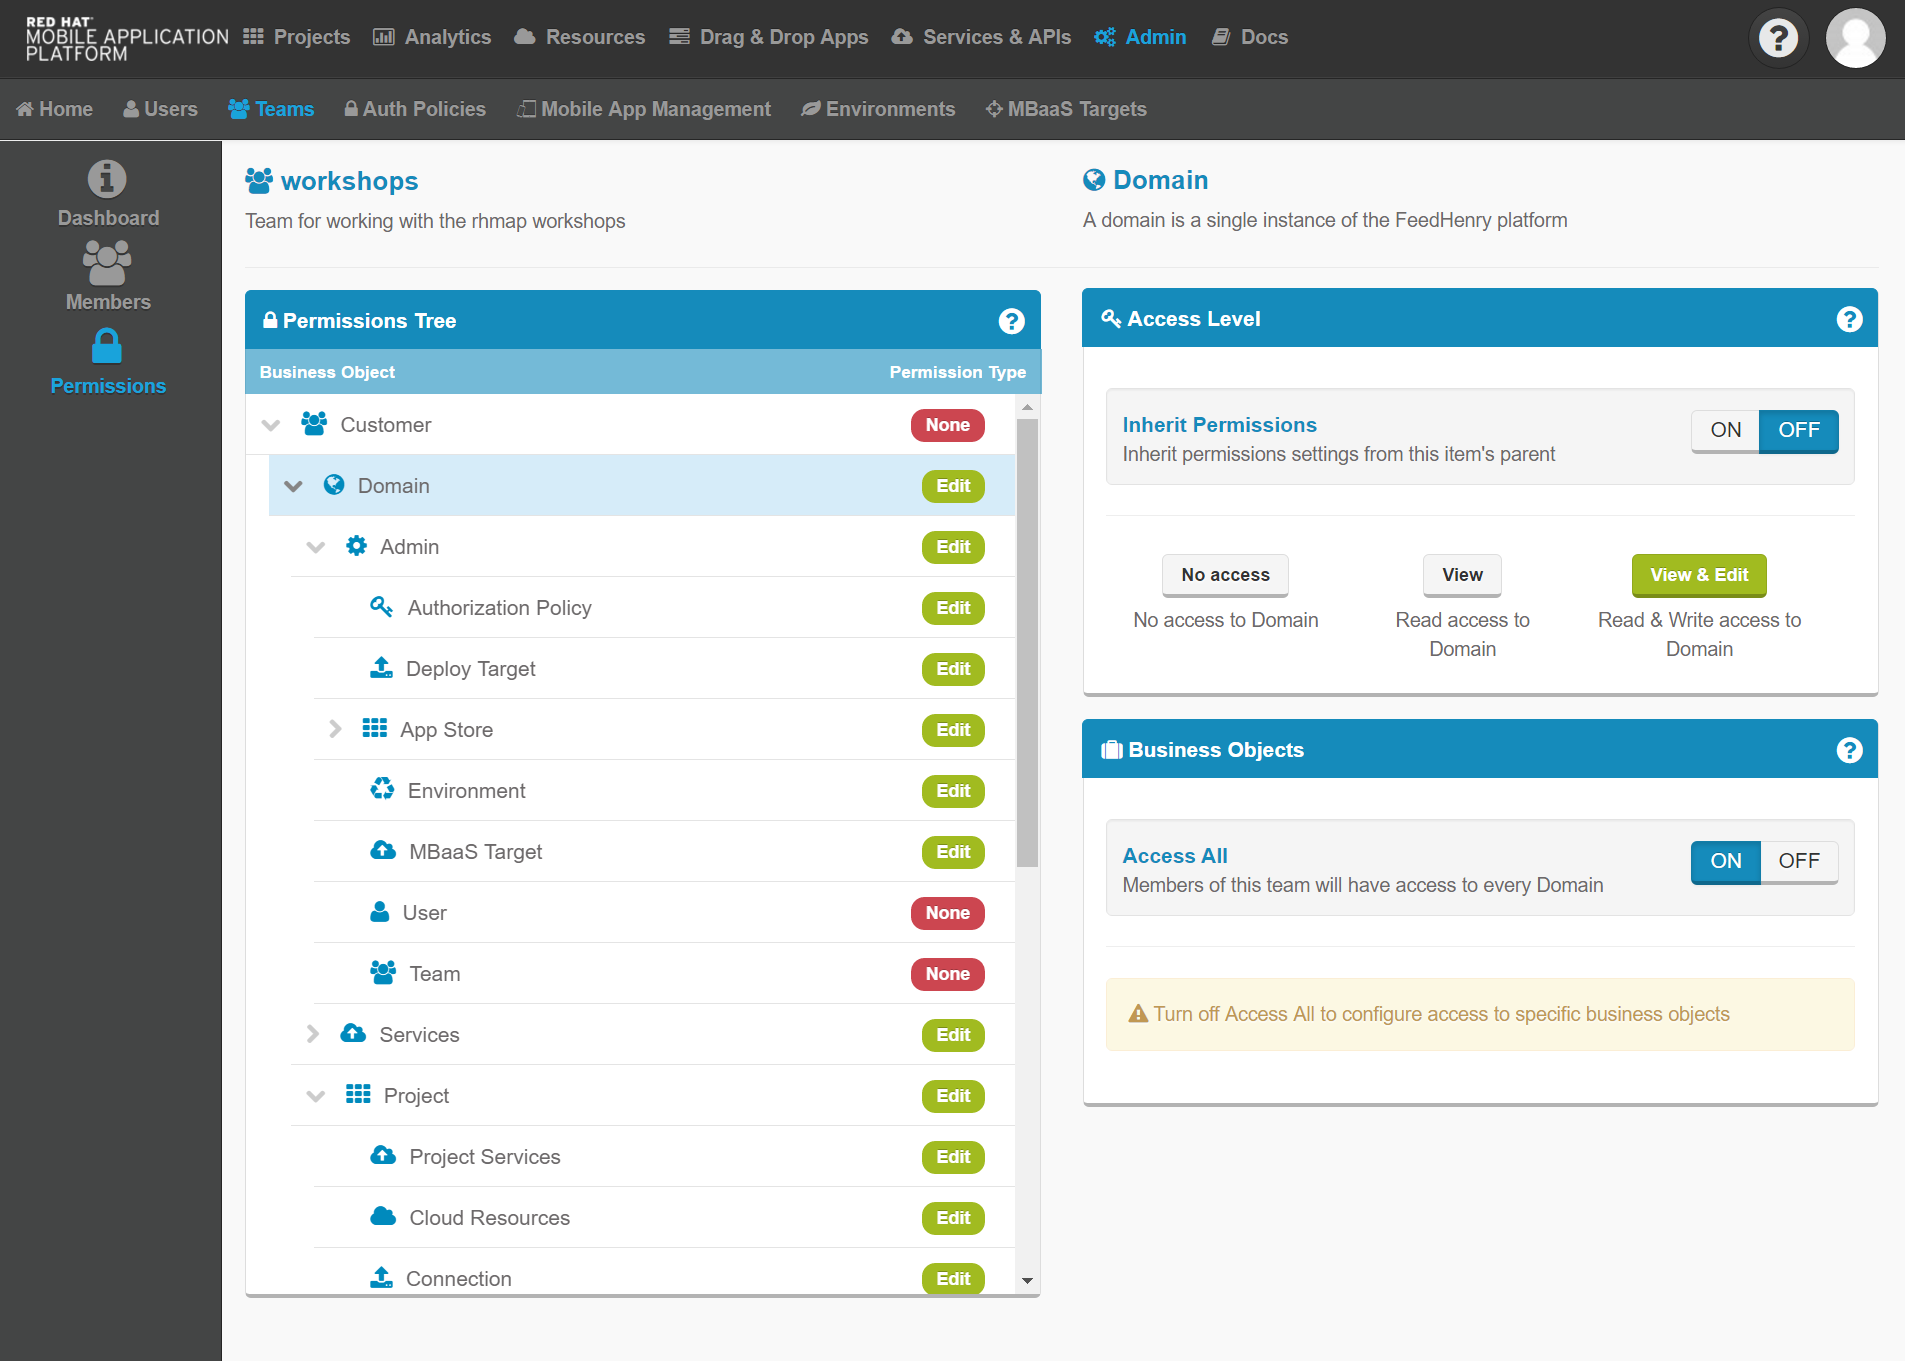 RED HAT
MOBILE APPLICATION
PLATFORM
Projects
Analytics
Resources
Drag & Drop Apps
Services & APIs
Admin
Docs
Home
Users
Teams
Auth Policies
Mobile App Management
Environments
MBaaS Targets
Dashboard
Members
Permissions
workshops
Team for working with the rhmap workshops
Permissions Tree
Business Object Permission Type
Customer None
Domain Edit
Admin Edit
Authorization Policy Edit
Deploy Target Edit
App Store Edit
Environment Edit
MBaaS Target Edit
User None
Team None
Services Edit
Project Edit
Project Services Edit
Cloud Resources Edit
Connection Edit
Domain
A domain is a single instance of the FeedHenry platform
Access Level
Inherit Permissions
Inherit permissions settings from this item's parent
ON OFF
No access
No access to Domain
View
Read access to
Domain
View & Edit
Read & Write access to
Domain
Business Objects
Access All
Members of this team will have access to every Domain
ON OFF
Turn off Access All to configure access to specific business objects